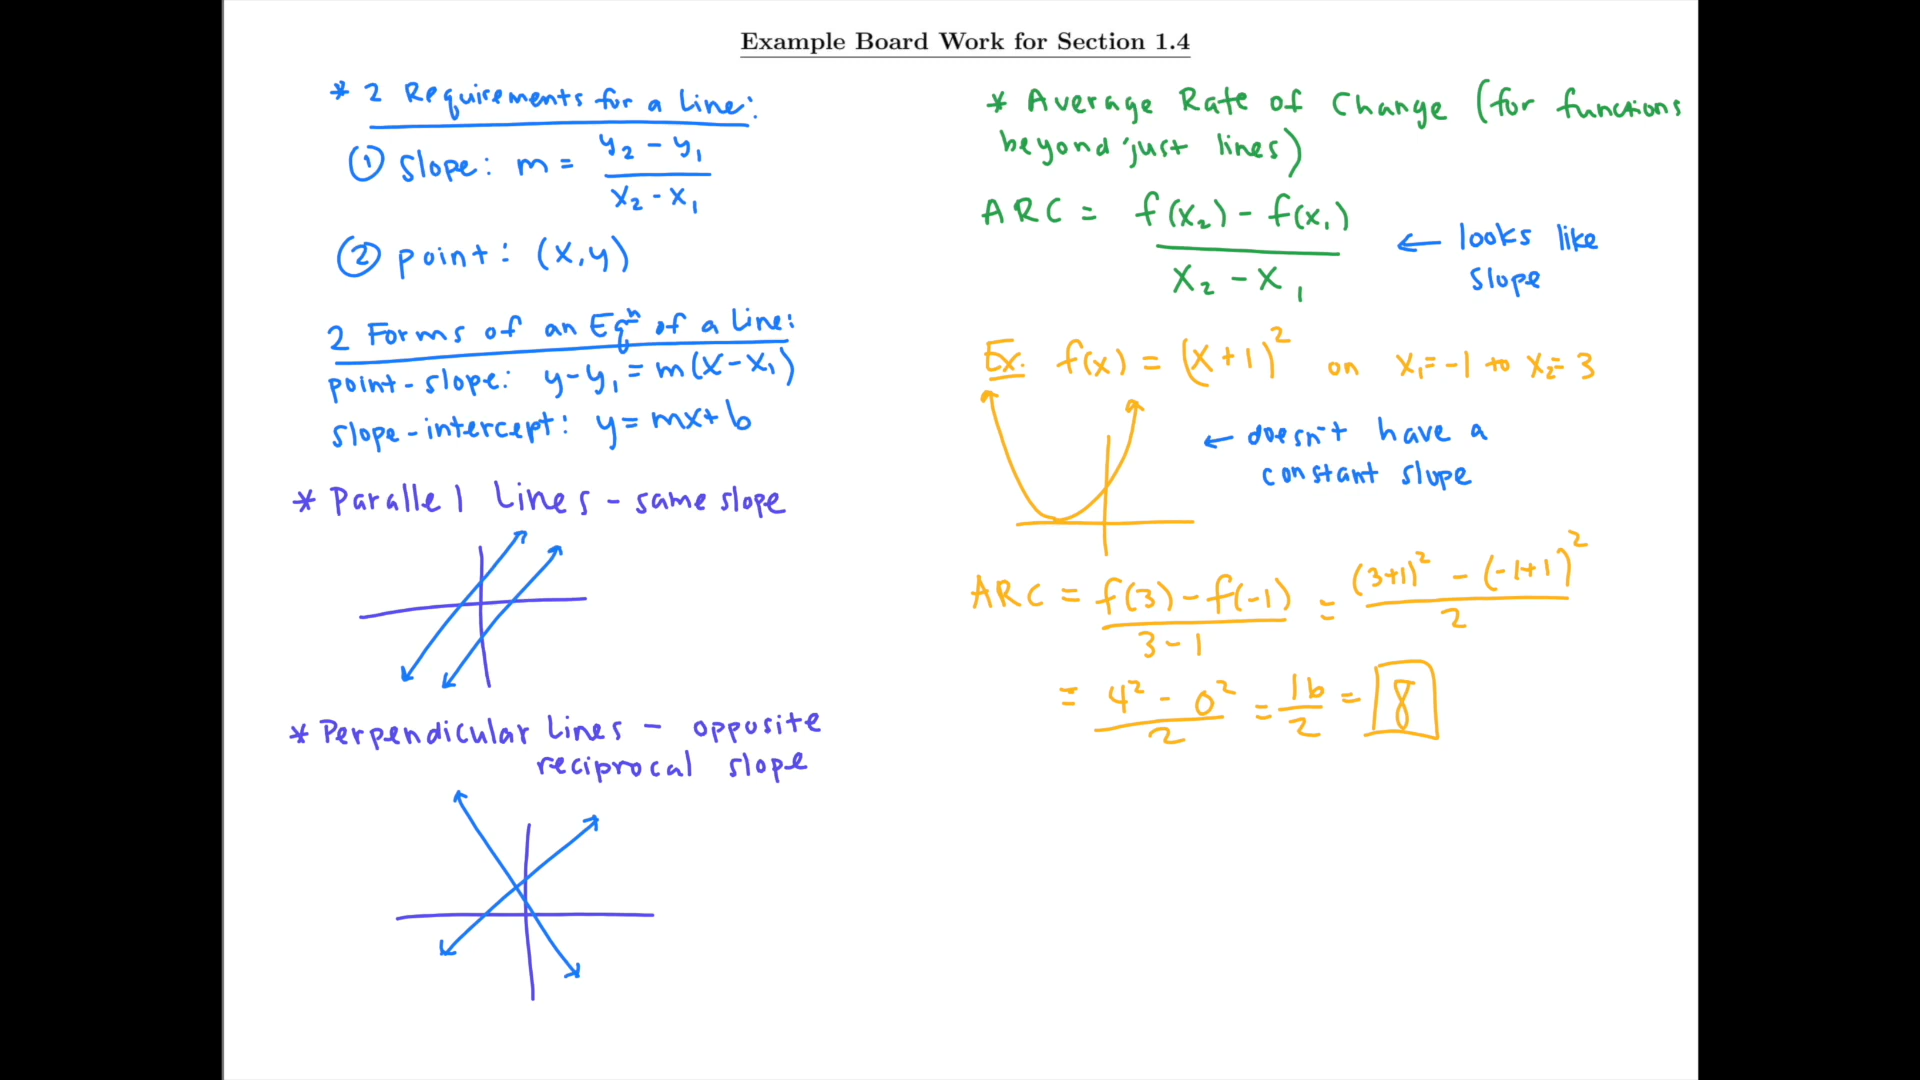 Example Board Work for Section 1.4
* 2 Requirements for a Line:
① slope: m = (y₂ - y₁)/(x₂ - x₁)
② point: (x,y)
2 Forms of an Eqⁿ of a Line:
point-slope: y-y₁ = m(x-x₁)
slope-intercept: y = mx+b
* Parallel Lines - same slope
* Perpendicular Lines - opposite
reciprocal slope
* Average Rate of Change (for functions
beyond just lines)
ARC = (f(x₂) - f(x₁))/(x₂ - x₁)
← looks like
slope
Ex: f(x) = (x+1)² on x₁=-1 to x₂=3
← doesn't have a
constant slope
ARC = (f(3) - f(-1))/(3-1) = ((3+1)² - (-1+1)²)/2
= (4² - 0²)/2 = 16/2 = 8